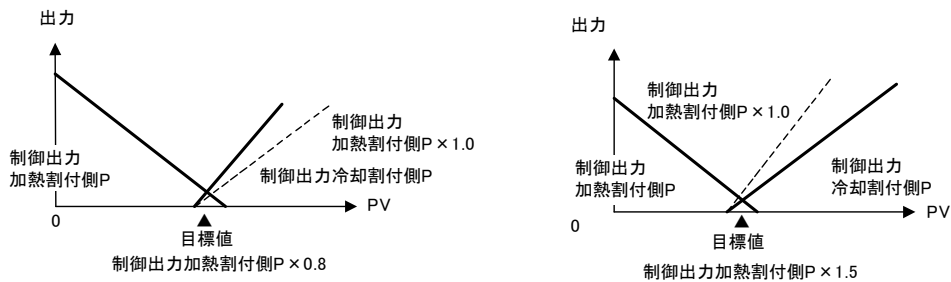 出力
制御出力
加熱割付側P
制御出力
加熱割付側P×1.0
制御出力冷却割付側P
0
PV
目標値
制御出力加熱割付側P×0.8
出力
制御出力
加熱割付側P×1.0
制御出力
加熱割付側P
制御出力
冷却割付側P
0
PV
目標値
制御出力加熱割付側P×1.5